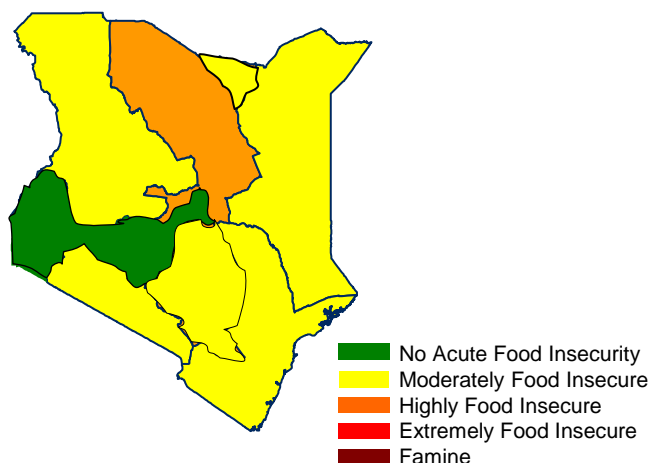 No Acute Food Insecurity
Moderately Food Insecure
Highly Food Insecure
Extremely Food Insecure
Famine